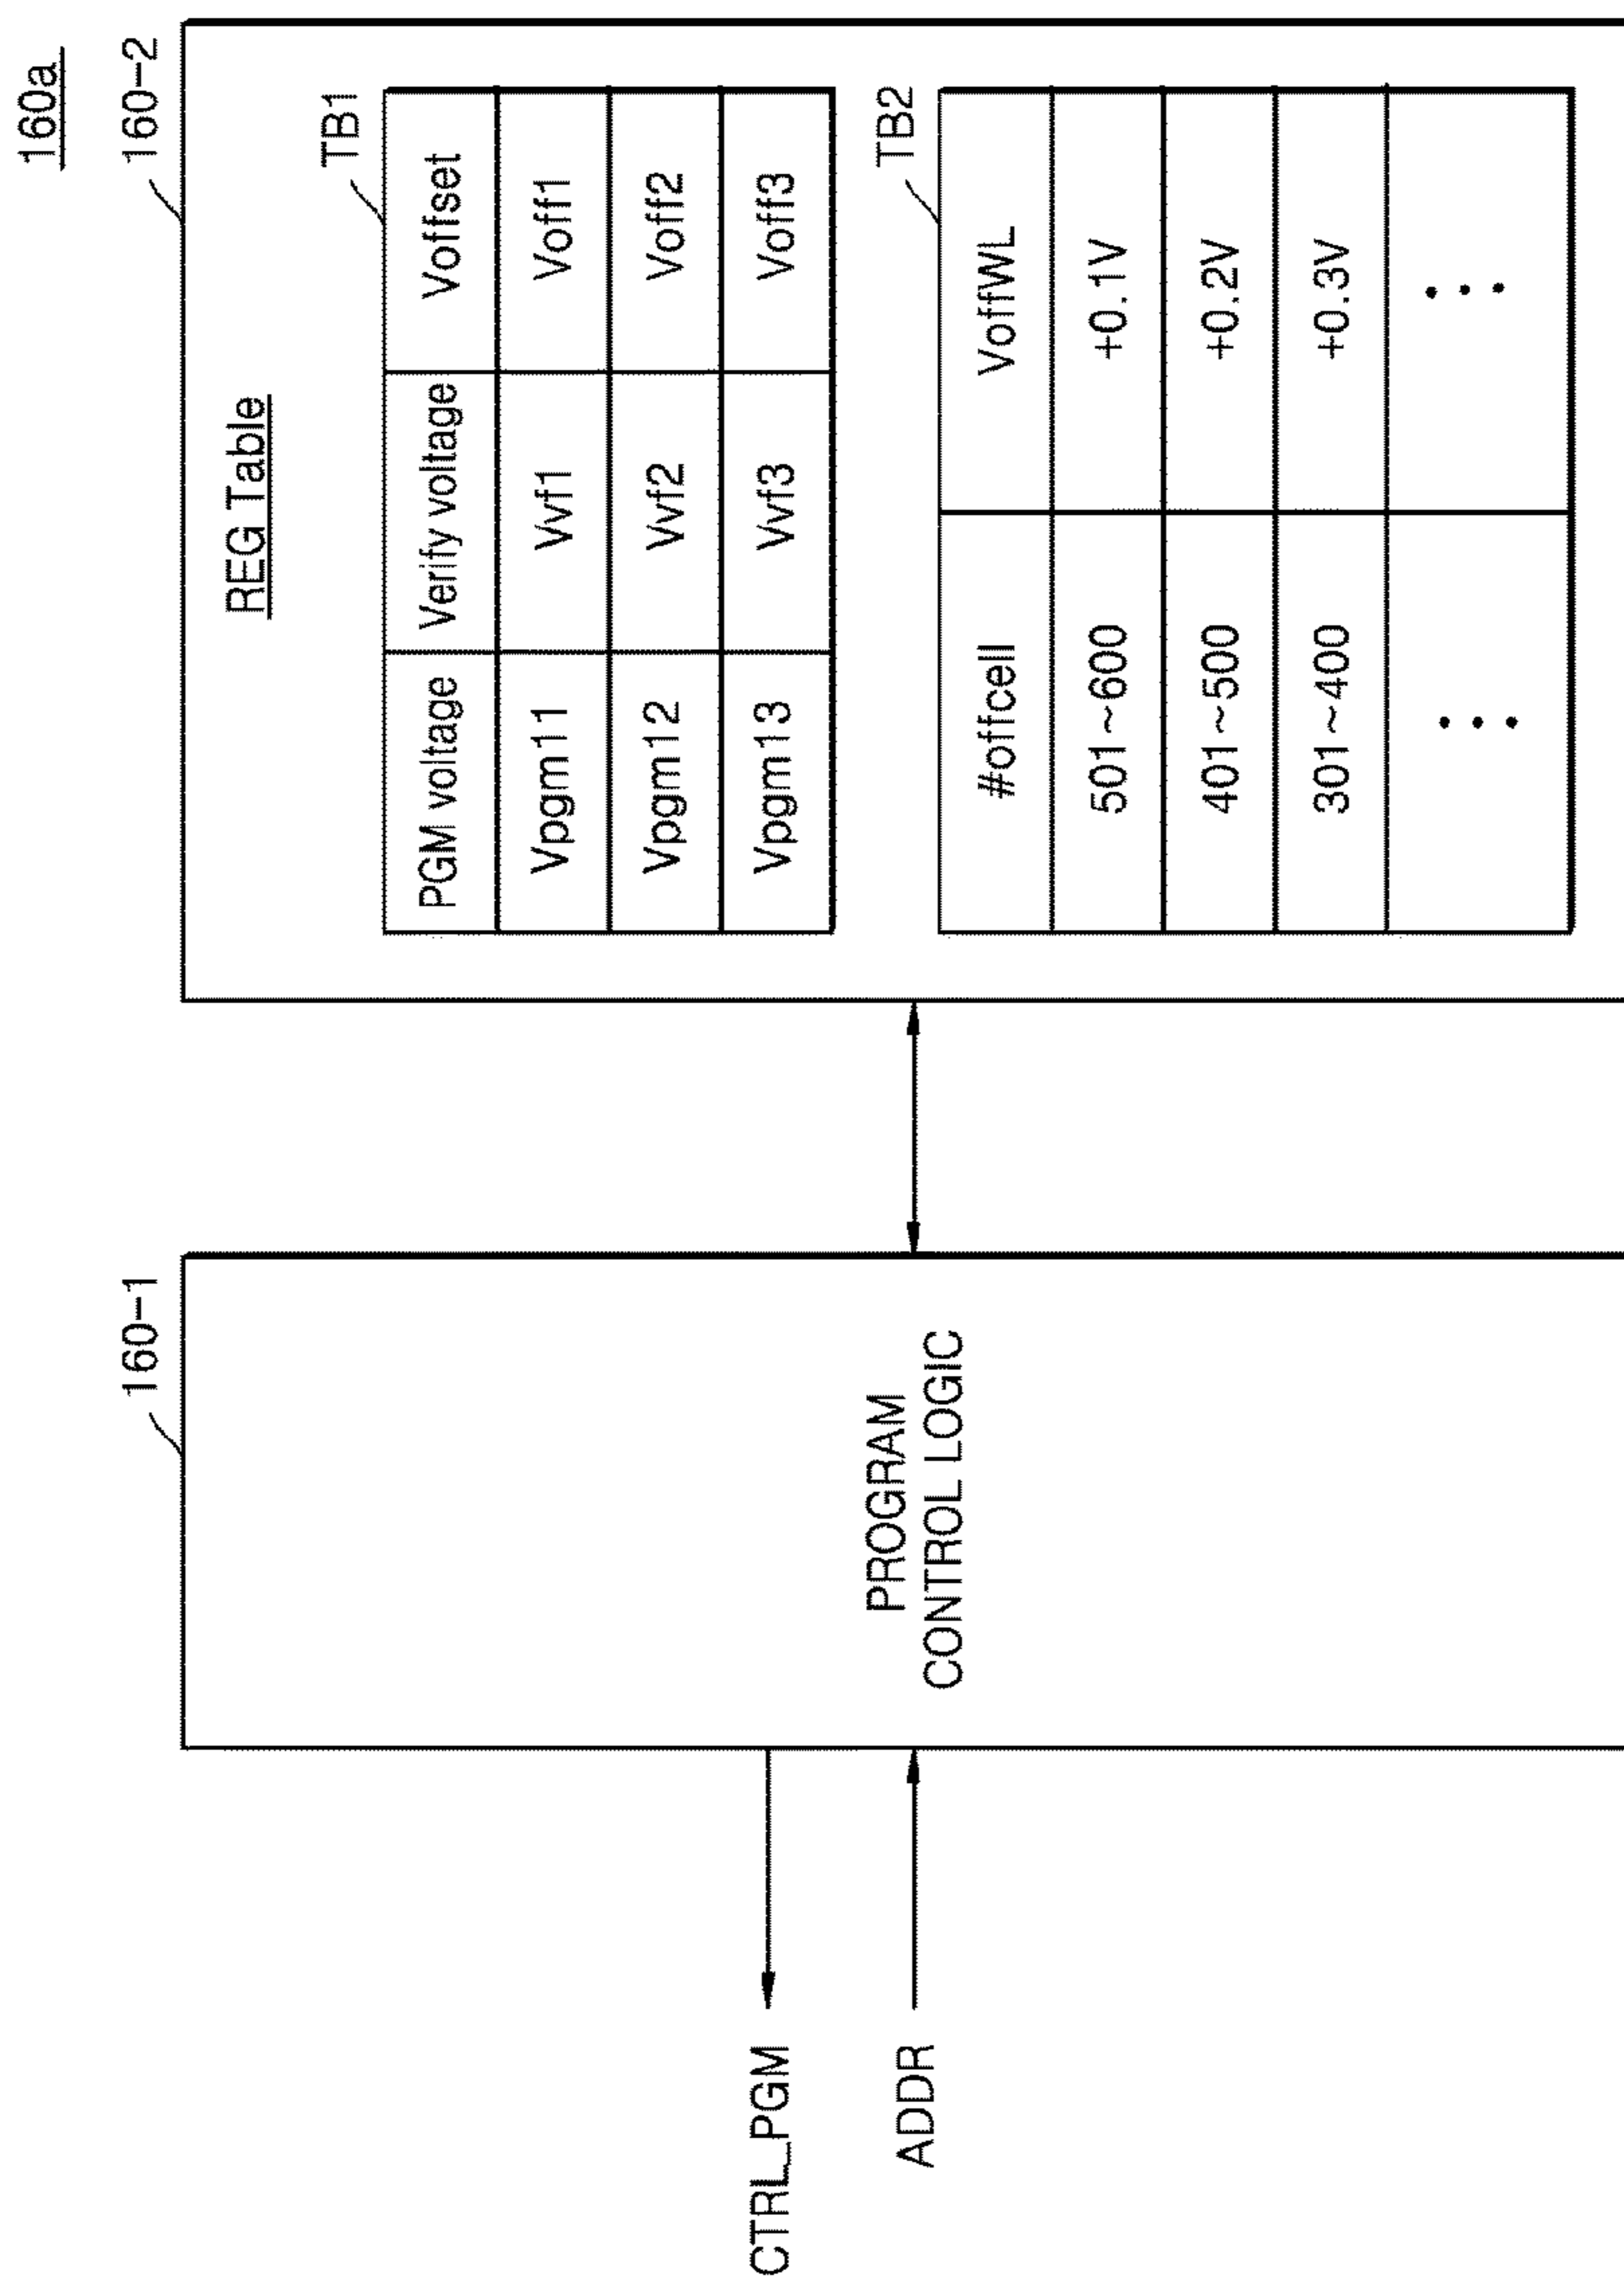 160a
160-1
160-2
CTRL_PGM
ADDR
PROGRAM
CONTROL LOGIC
REG Table
TB1
PGM voltage Verify voltage Voffset
Vpgm11 Vvf1 Voff1
Vpgm12 Vvf2 Voff2
Vpgm13 Vvf3 Voff3
TB2
#offcell VoffWL
501~600 +0.1V
401~500 +0.2V
301~400 +0.3V